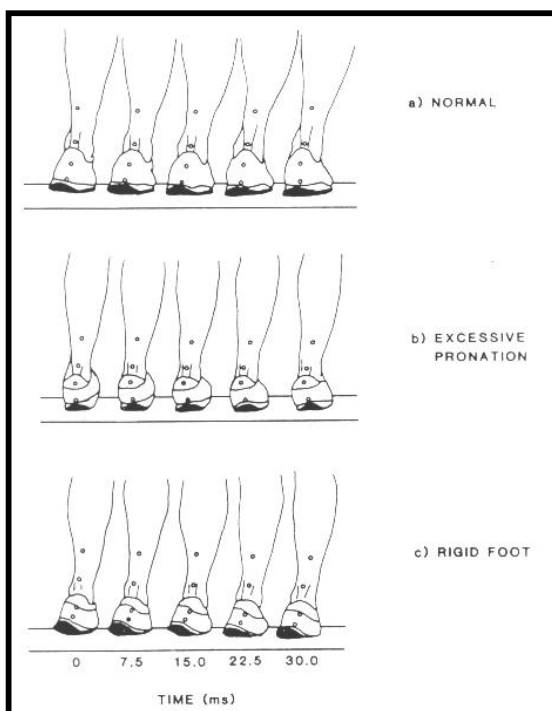 a) NORMAL
b) EXCESSIVE
PRONATION
c) RIGID FOOT
0 7.5 15.0 22.5 30.0
TIME (ms)